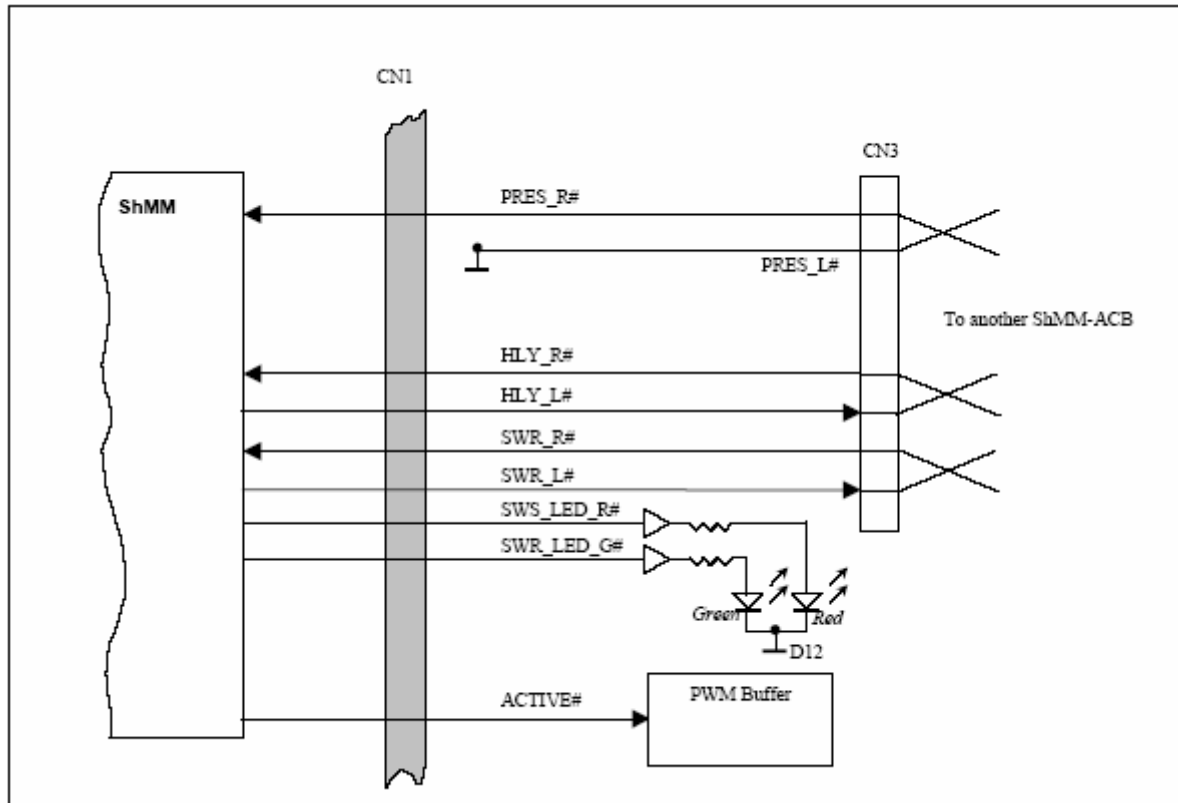 CN1
CN3
ShMM
PRES_R#
PRES_L#
To another ShMM-ACB
HLY_R#
HLY_L#
SWR_R#
SWR_L#
SWS_LED_R#
SWR_LED_G#
Green
Red
D12
PWM Buffer
ACTIVE#